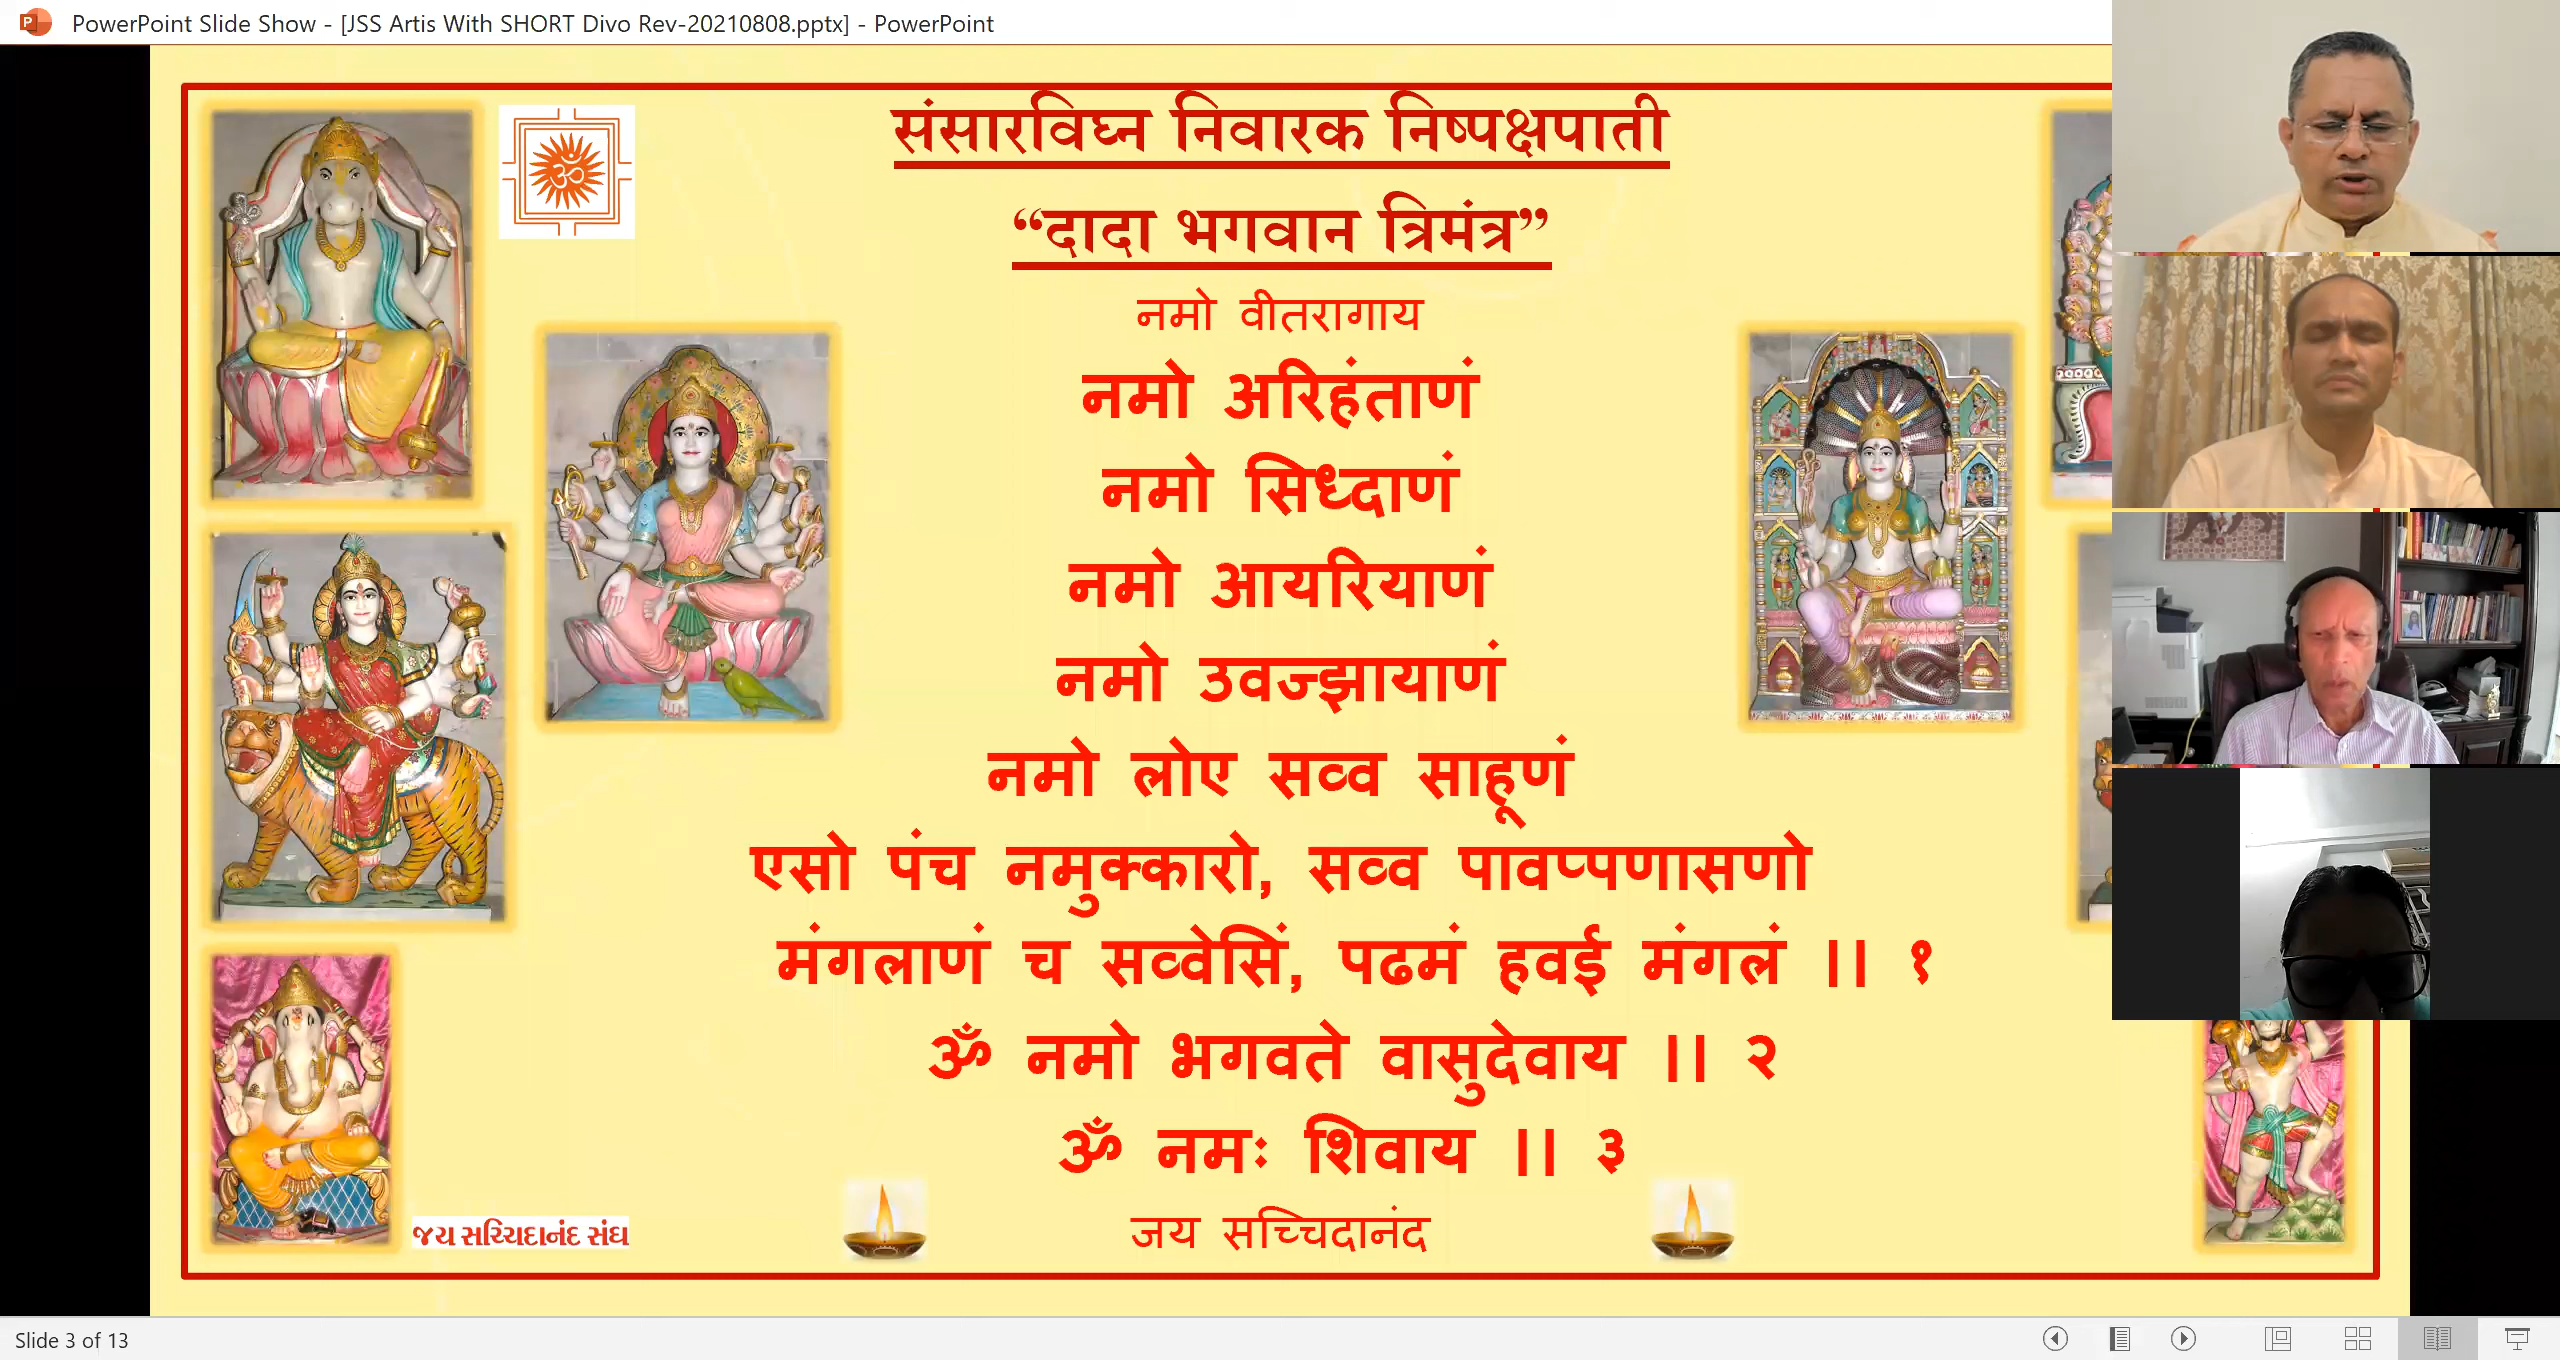 PowerPoint Slide Show - [JSS Artis With SHORT Divo Rev-20210808.pptx] - PowerPoint
संसारविघ्न निवारक निष्पक्षपाती
“दादा भगवान त्रिमंत्र”
नमो वीतरागाय
नमो अरिहंताणं
नमो सिध्दाणं
नमो आयरियाणं
नमो उवज्झायाणं
नमो लोए सव्व साहूणं
एसो पंच नमुक्कारो, सव्व पावप्पणासणो
मंगलाणं च सव्वेसिं, पढमं हवई मंगलं ।। १
ॐ नमो भगवते वासुदेवाय ।। २
ॐ नमः शिवाय ।। ३
जय सच्चिदानंद
જય સચ્ચિદાનંદ સંઘ
Slide 3 of 13